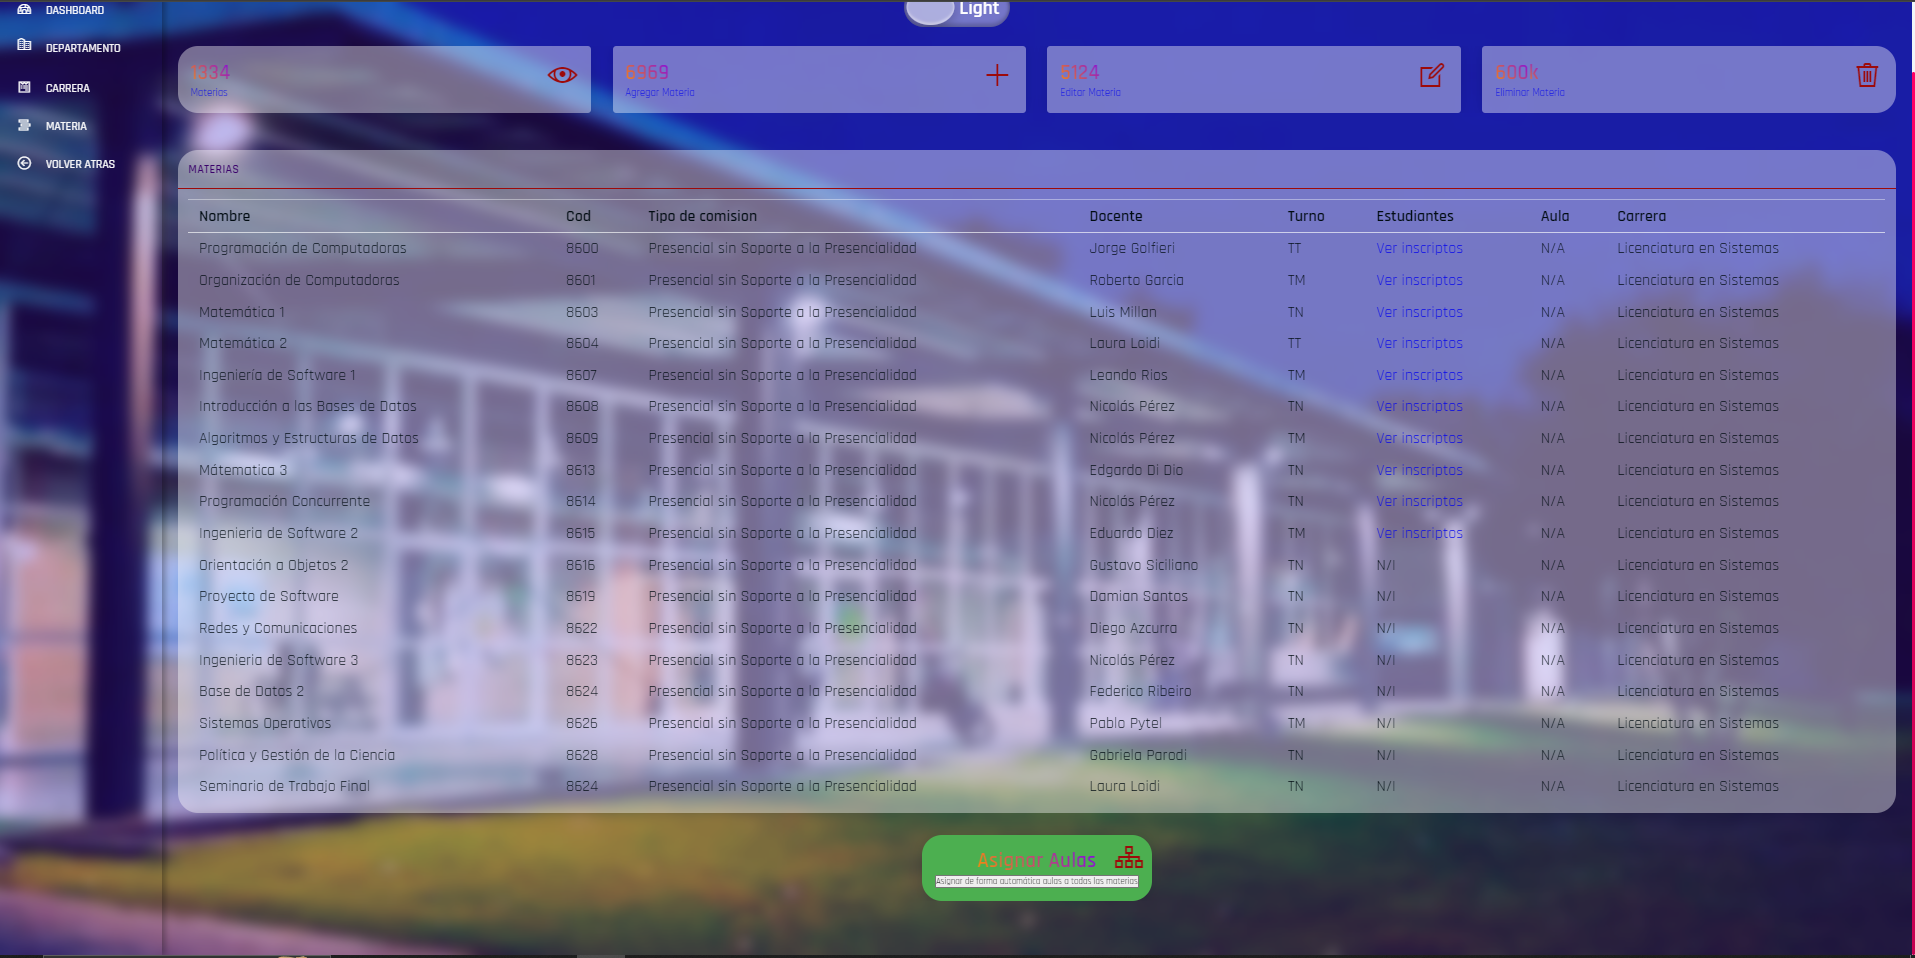 DASHBOARD
DEPARTAMENTO
CARRERA
MATERIA
VOLVER ATRAS
Light
1334
Materias
6969
Agregar Materia
5124
Editar Materia
600k
Eliminar Materia
MATERIAS
Nombre Cod Tipo de comision Docente Turno Estudiantes Aula Carrera
Programación de Computadoras 8600 Presencial sin Soporte a la Presencialidad Jorge Golfieri TT Ver inscriptos N/A Licenciatura en Sistemas
Organización de Computadoras 8601 Presencial sin Soporte a la Presencialidad Roberto Garcia TM Ver inscriptos N/A Licenciatura en Sistemas
Matemática 1 8603 Presencial sin Soporte a la Presencialidad Luis Millan TN Ver inscriptos N/A Licenciatura en Sistemas
Matemática 2 8604 Presencial sin Soporte a la Presencialidad Laura Loidi TT Ver inscriptos N/A Licenciatura en Sistemas
Ingeniería de Software 1 8607 Presencial sin Soporte a la Presencialidad Leando Rios TM Ver inscriptos N/A Licenciatura en Sistemas
Introducción a las Bases de Datos 8608 Presencial sin Soporte a la Presencialidad Nicolás Pérez TN Ver inscriptos N/A Licenciatura en Sistemas
Algoritmos y Estructuras de Datos 8609 Presencial sin Soporte a la Presencialidad Nicolás Pérez TM Ver inscriptos N/A Licenciatura en Sistemas
Mátematica 3 8613 Presencial sin Soporte a la Presencialidad Edgardo Di Dio TN Ver inscriptos N/A Licenciatura en Sistemas
Programación Concurrente 8614 Presencial sin Soporte a la Presencialidad Nicolás Pérez TN Ver inscriptos N/A Licenciatura en Sistemas
Ingenieria de Software 2 8615 Presencial sin Soporte a la Presencialidad Eduardo Diez TM Ver inscriptos N/A Licenciatura en Sistemas
Orientación a Objetos 2 8616 Presencial sin Soporte a la Presencialidad Gustavo Siciliano TN N/I N/A Licenciatura en Sistemas
Proyecto de Software 8619 Presencial sin Soporte a la Presencialidad Damian Santos TN N/I N/A Licenciatura en Sistemas
Redes y Comunicaciones 8622 Presencial sin Soporte a la Presencialidad Diego Azcurra TN N/I N/A Licenciatura en Sistemas
Ingenieria de Software 3 8623 Presencial sin Soporte a la Presencialidad Nicolás Pérez TN N/I N/A Licenciatura en Sistemas
Base de Datos 2 8624 Presencial sin Soporte a la Presencialidad Federico Ribeiro TN N/I N/A Licenciatura en Sistemas
Sistemas Operativos 8626 Presencial sin Soporte a la Presencialidad Pablo Pytel TM N/I N/A Licenciatura en Sistemas
Política y Gestión de la Ciencia 8628 Presencial sin Soporte a la Presencialidad Gabriela Parodi TN N/I N/A Licenciatura en Sistemas
Seminario de Trabajo Final 8624 Presencial sin Soporte a la Presencialidad Laura Loidi TN N/I N/A Licenciatura en Sistemas
Asignar Aulas
Asignar de forma automática aulas a todas las materias